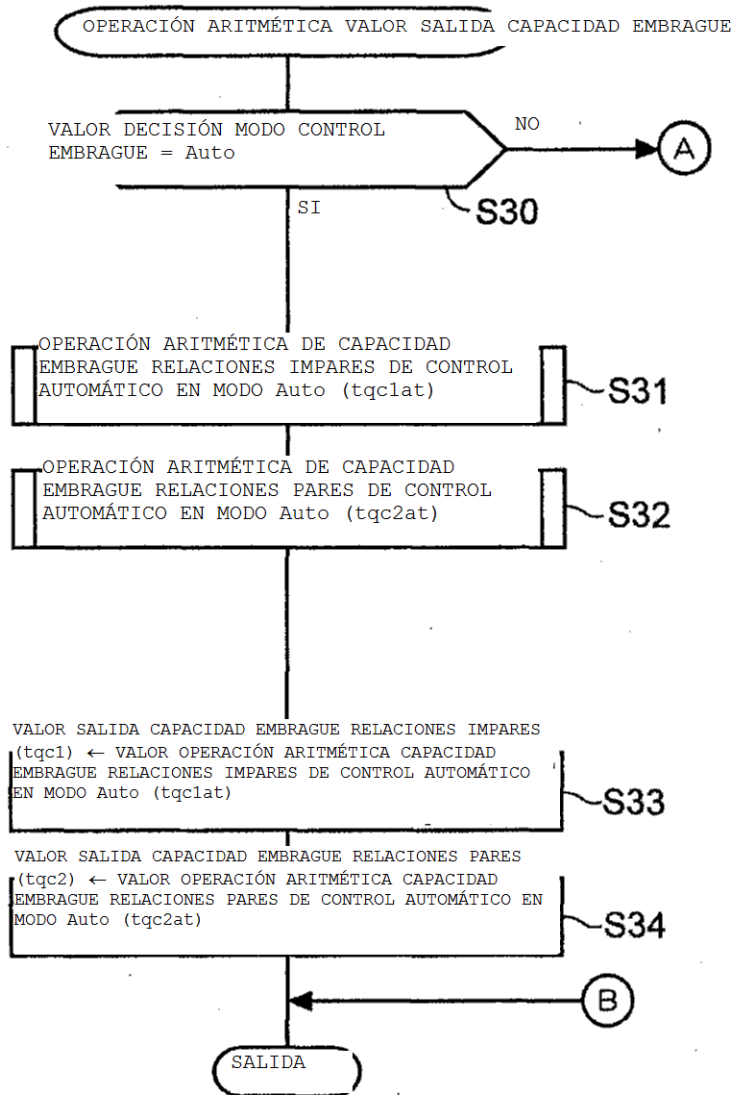 OPERACIÓN ARITMÉTICA VALOR SALIDA CAPACIDAD EMBRAGUE
VALOR DECISIÓN MODO CONTROL
EMBRAGUE = Auto
NO
A
SI
S30
OPERACIÓN ARITMÉTICA DE CAPACIDAD
EMBRAGUE RELACIONES IMPARES DE CONTROL
AUTOMÁTICO EN MODO Auto (tqc1at)
S31
OPERACIÓN ARITMÉTICA DE CAPACIDAD
EMBRAGUE RELACIONES PARES DE CONTROL
AUTOMÁTICO EN MODO Auto (tqc2at)
S32
VALOR SALIDA CAPACIDAD EMBRAGUE RELACIONES IMPARES
(tqc1) ← VALOR OPERACIÓN ARITMÉTICA CAPACIDAD
EMBRAGUE RELACIONES IMPARES DE CONTROL AUTOMÁTICO
EN MODO Auto (tqc1at)
S33
VALOR SALIDA CAPACIDAD EMBRAGUE RELACIONES PARES
(tqc2) ← VALOR OPERACIÓN ARITMÉTICA CAPACIDAD
EMBRAGUE RELACIONES PARES DE CONTROL AUTOMÁTICO EN
MODO Auto (tqc2at)
S34
B
SALIDA